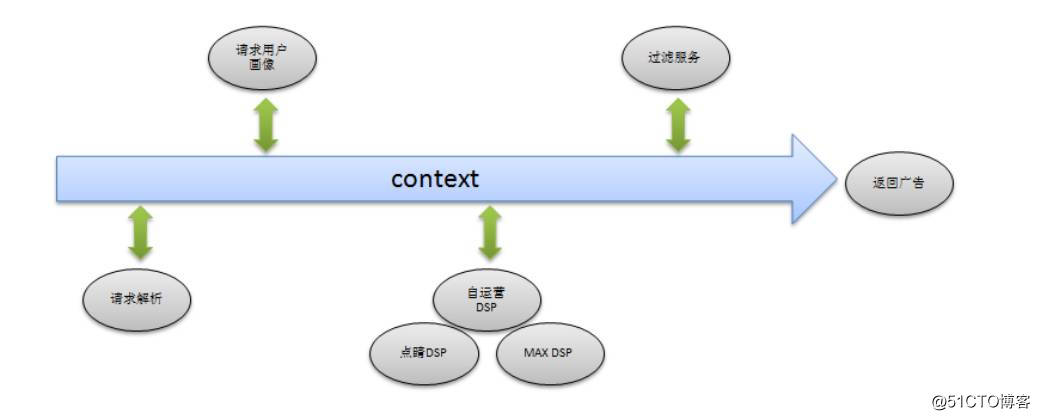 请求用户
画像
过滤服务
context
返回广告
请求解析
自运营
DSP
点睛DSP
MAX DSP
@51CTO博客